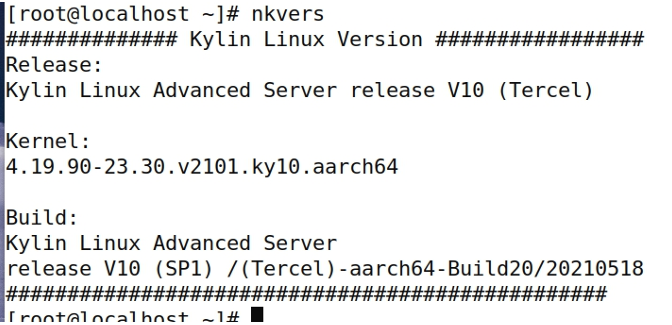 [root@localhost ~]# nkvers
############## Kylin Linux Version #################
Release:
Kylin Linux Advanced Server release V10 (Tercel)
Kernel:
4.19.90-23.30.v2101.ky10.aarch64
Build:
Kylin Linux Advanced Server
release V10 (SP1) /(Tercel)-aarch64-Build20/20210518
#################################################
[root@localhost ~]#